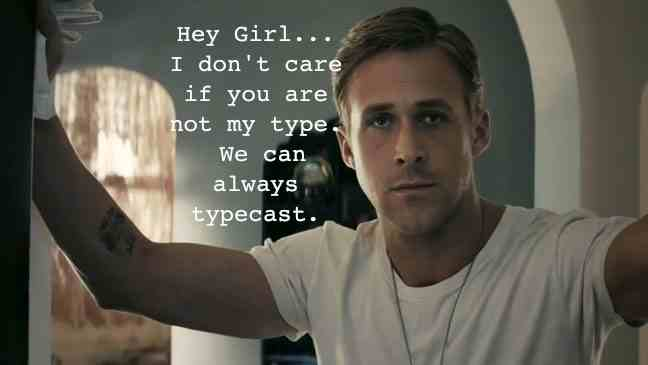 Hey Girl...
I don't care
if you are
not my type.
We can
always
typecast.